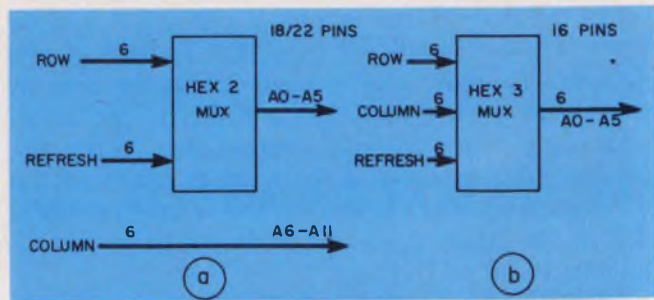 18/22 PINS
ROW 6
HEX 2
MUX
A0-A5
REFRESH 6
COLUMN 6 A6-A11
a
16 PINS
ROW 6
COLUMN 6
REFRESH 6
HEX 3
MUX
6
A0-A5
b